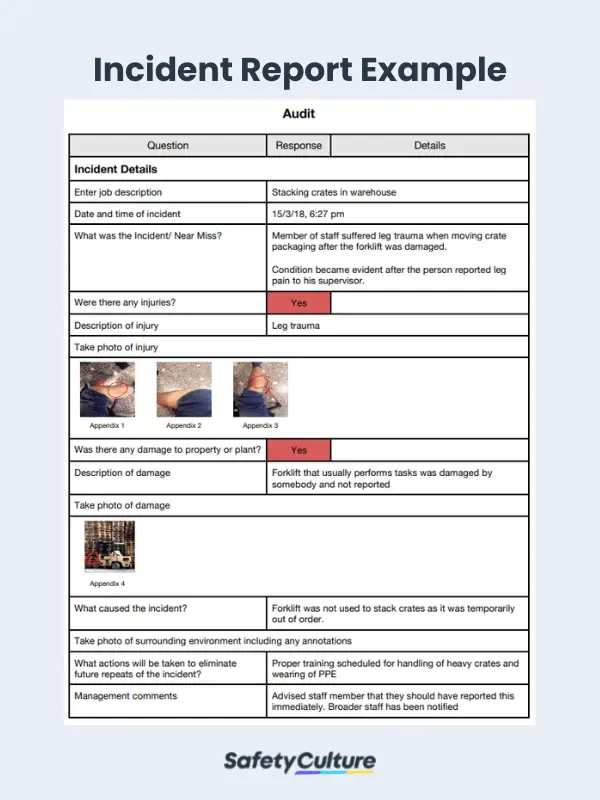 Incident Report Example
Audit
Question Response Details
Incident Details
Enter job description Stacking crates in warehouse
Date and time of incident 15/3/18, 6:27 pm
What was the Incident/ Near Miss? Member of staff suffered leg trauma when moving crate
packaging after the forklift was damaged.
Condition became evident after the person reported leg
pain to his supervisor.
Were there any injuries? Yes
Description of injury Leg trauma
Take photo of injury
Appendix 1 Appendix 2 Appendix 3
Was there any damage to property or plant? Yes
Description of damage Forklift that usually performs tasks was damaged by
somebody and not reported
Take photo of damage
Appendix 4
What caused the incident? Forklift was not used to stack crates as it was temporarily
out of order.
Take photo of surrounding environment including any annotations
What actions will be taken to eliminate Proper training scheduled for handling of heavy crates and
future repeats of the incident? wearing of PPE
Management comments Advised staff member that they should have reported this
immediately. Broader staff has been notified
SafetyCulture